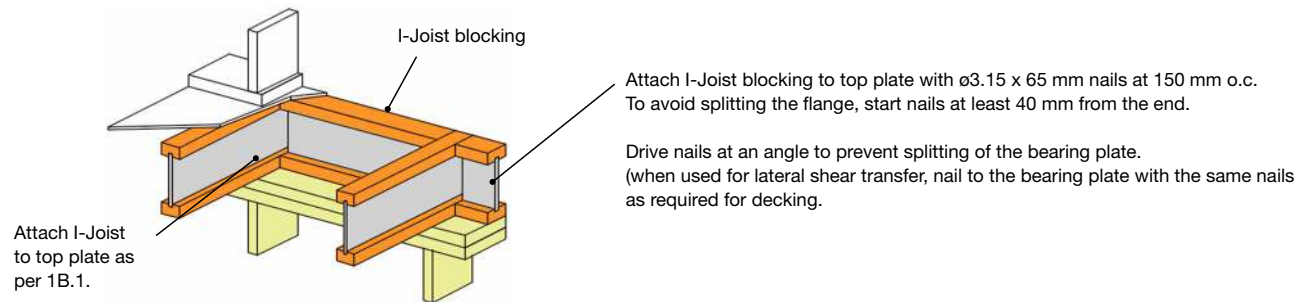 I-Joist blocking
Attach I-Joist blocking to top plate with ø3.15 x 65 mm nails at 150 mm o.c.
To avoid splitting the flange, start nails at least 40 mm from the end.
Drive nails at an angle to prevent splitting of the bearing plate.
(when used for lateral shear transfer, nail to the bearing plate with the same nails
as required for decking.
Attach I-Joist
to top plate as
per 1B.1.